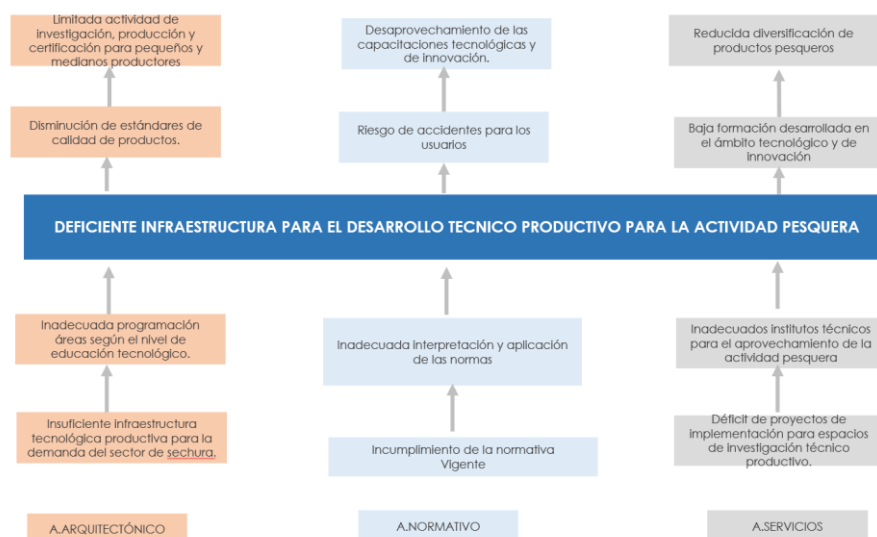 Limitada actividad de
investigación, producción y
certificación para pequeños y
medianos productores
Desaprovechamiento de las
capacitaciones tecnológicas y
de innovación.
Reducida diversificación de
productos pesqueros
Disminución de estándares de
calidad de productos.
Riesgo de accidentes para los
usuarios
Baja formación desarrollada en
el ámbito tecnológico y de
innovación
DEFICIENTE INFRAESTRUCTURA PARA EL DESARROLLO TECNICO PRODUCTIVO PARA LA ACTIVIDAD PESQUERA
Inadecuada programación
áreas según el nivel de
educación tecnológico.
Inadecuada interpretación y aplicación
de las normas
Inadecuados institutos técnicos
para el aprovechamiento de la
actividad pesquera
Insuficiente infraestructura
tecnológica productiva para la
demanda del sector de sechura.
Incumplimiento de la normativa
Vigente
Déficit de proyectos de
implementación para espacios
de investigación técnico
productivo.
A.ARQUITECTÓNICO
A.NORMATIVO
A.SERVICIOS